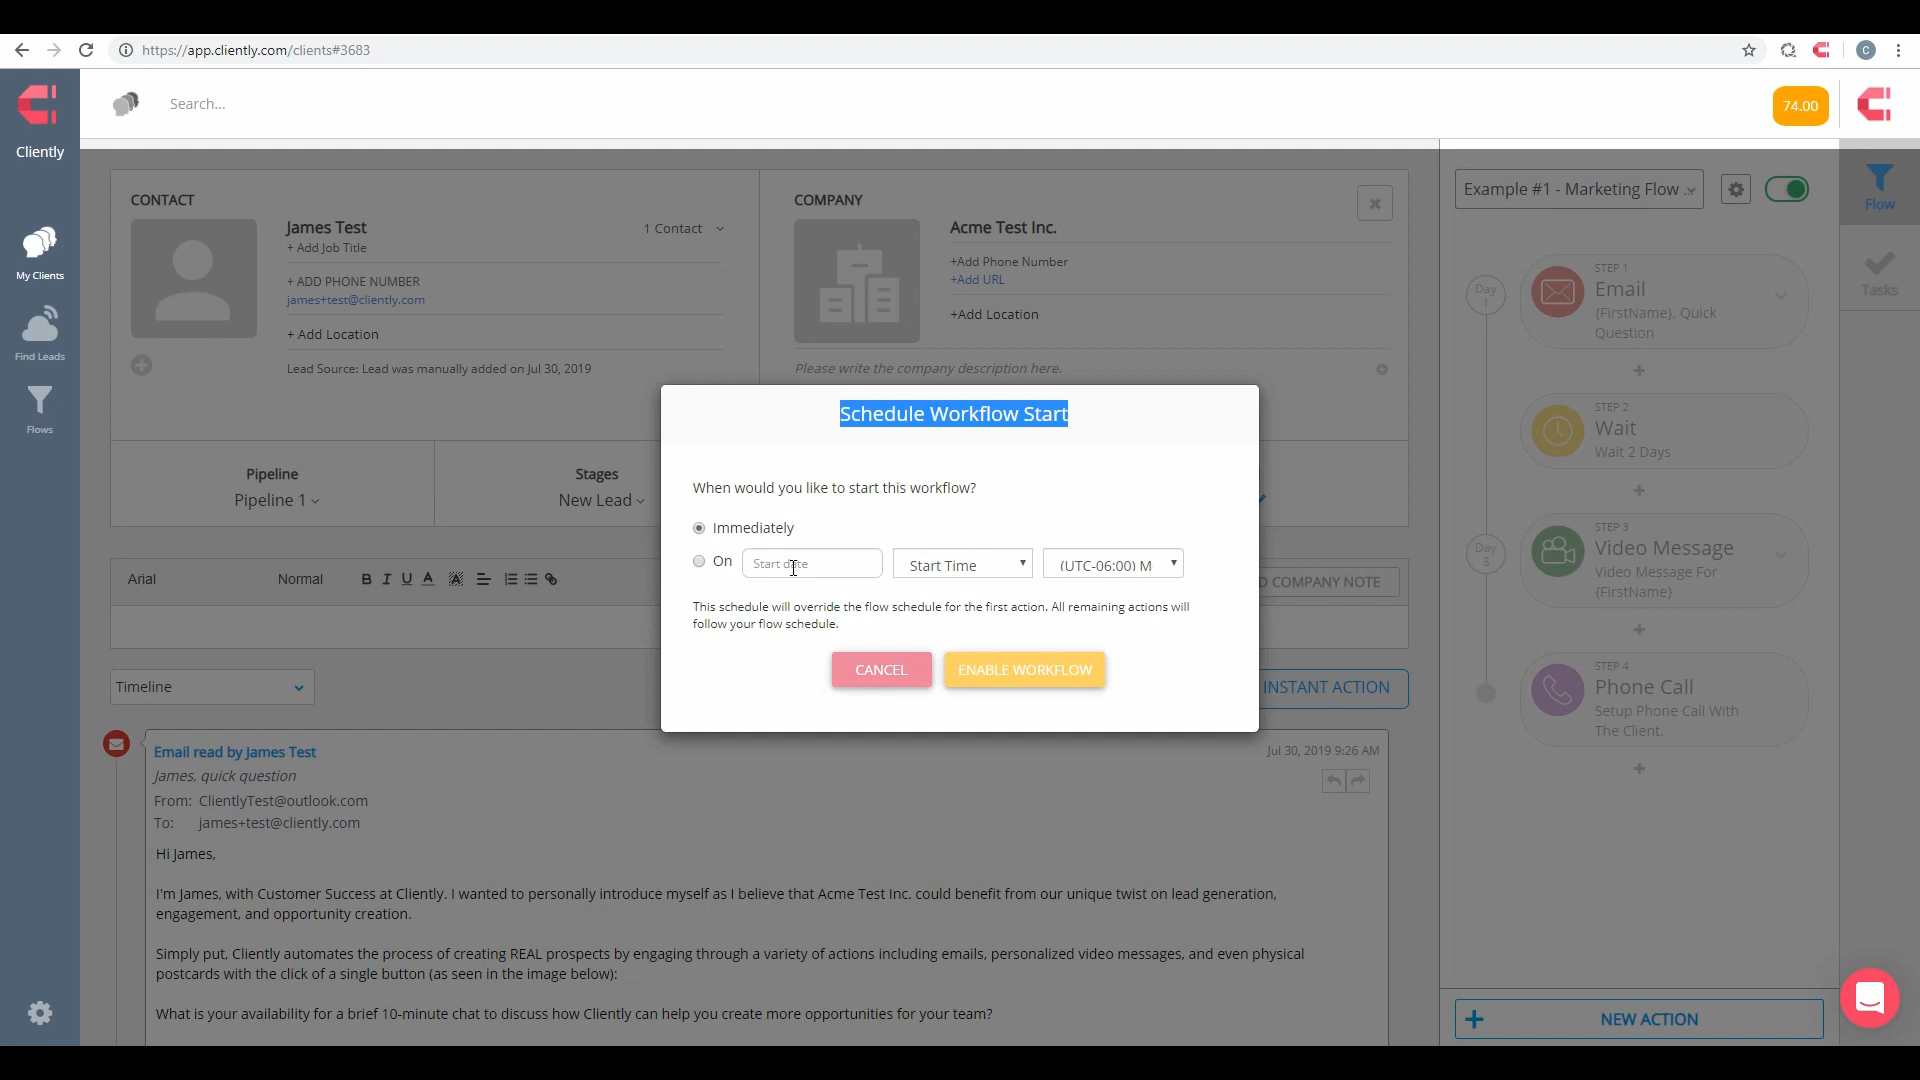 https://app.cliently.com/clients#3683
C
Cliently
Search...
74.00
My Clients
Find Leads
Flows
CONTACT
James Test
1 Contact
+ Add Job Title
+ ADD PHONE NUMBER
james+test@cliently.com
+ Add Location
Lead Source: Lead was manually added on Jul 30, 2019
COMPANY
Acme Test Inc.
+Add Phone Number
+Add URL
+Add Location
Please write the company description here.
Pipeline
Pipeline 1
Stages
New Lead
Schedule Workflow Start
When would you like to start this workflow?
Immediately
On
Start date
Start Time
(UTC-06:00) M
This schedule will override the flow schedule for the first action. All remaining actions will
follow your flow schedule.
CANCEL
ENABLE WORKFLOW
Arial
Normal
B I U A
COMPANY NOTE
Timeline
INSTANT ACTION
Email read by James Test
Jul 30, 2019 9:26 AM
James, quick question
From: ClientlyTest@outlook.com
To: james+test@cliently.com
Hi James,
I'm James, with Customer Success at Cliently. I wanted to personally introduce myself as I believe that Acme Test Inc. could benefit from our unique twist on lead generation,
engagement, and opportunity creation.
Simply put, Cliently automates the process of creating REAL prospects by engaging through a variety of actions including emails, personalized video messages, and even physical
postcards with the click of a single button (as seen in the image below):
What is your availability for a brief 10-minute chat to discuss how Cliently can help you create more opportunities for your team?
Example #1 - Marketing Flow ..
Flow
Tasks
Day
1
STEP 1
Email
{FirstName}, Quick
Question
STEP 2
Wait
Wait 2 Days
Day
3
STEP 3
Video Message
Video Message For
{FirstName}
STEP 4
Phone Call
Setup Phone Call With
The Client.
NEW ACTION